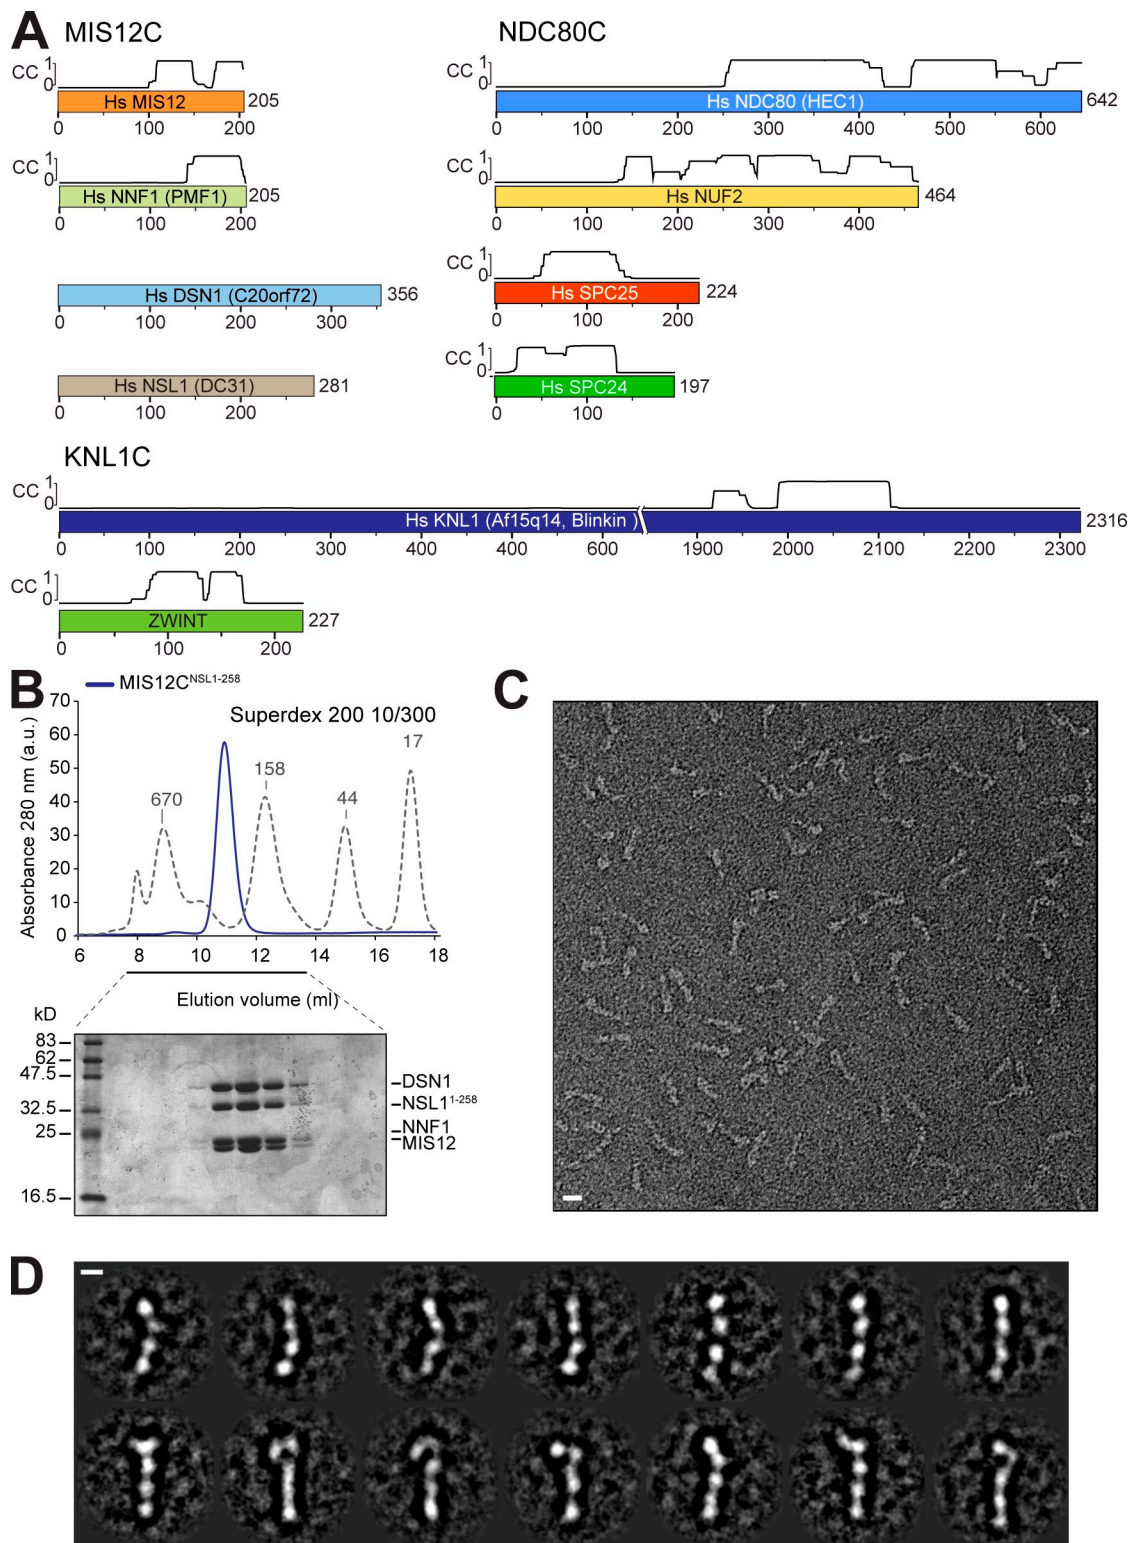 A
MIS12C
CC 1
0
Hs MIS12
205
0 100 200
CC 1
0
Hs NNF1 (PMF1)
205
0 100 200
Hs DSN1 (C20orf72)
356
0 100 200 300
Hs NSL1 (DC31)
281
0 100 200
NDC80C
CC 1
0
Hs NDC80 (HEC1)
642
0 100 200 300 400 500 600
CC 1
0
Hs NUF2
464
0 100 200 300 400
CC 1
0
Hs SPC25
224
0 100 200
CC 1
0
Hs SPC24
197
0 100
KNL1C
CC 1
0
Hs KNL1 (Af15q14, Blinkin )
2316
0 100 200 300 400 400 600 1900 2000 2100 2200 2300
CC 1
0
ZWINT
227
0 100 200
B
MIS12C NSL1-258
Superdex 200 10/300
Absorbance 280 nm (a.u.)
70
60
50
40
30
20
10
0
670
158
44
17
6 8 10 12 14 16 18
Elution volume (ml)
kD
83
62
47.5
32.5
25
16.5
DSN1
NSL1 1-258
NNF1
MIS12
C
D